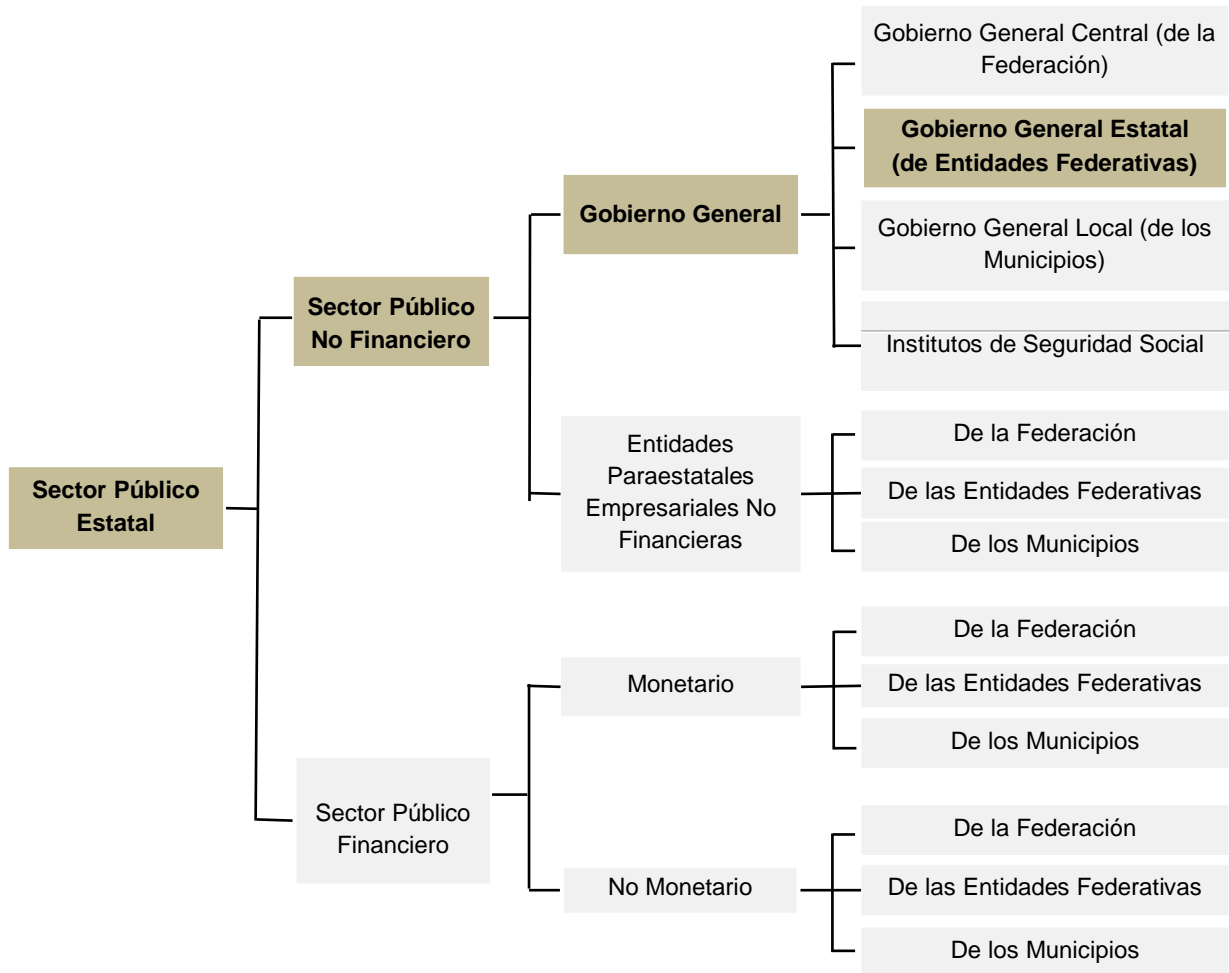 Gobierno General Central (de la
Federación)
Gobierno General Estatal
(de Entidades Federativas)
Gobierno General
Gobierno General Local (de los
Municipios)
Sector Público
No Financiero
Institutos de Seguridad Social
Entidades
Paraestatales
Empresariales No
Financieras
De la Federación
De las Entidades Federativas
De los Municipios
Sector Público
Estatal
Monetario
De la Federación
De las Entidades Federativas
De los Municipios
Sector Público
Financiero
No Monetario
De la Federación
De las Entidades Federativas
De los Municipios